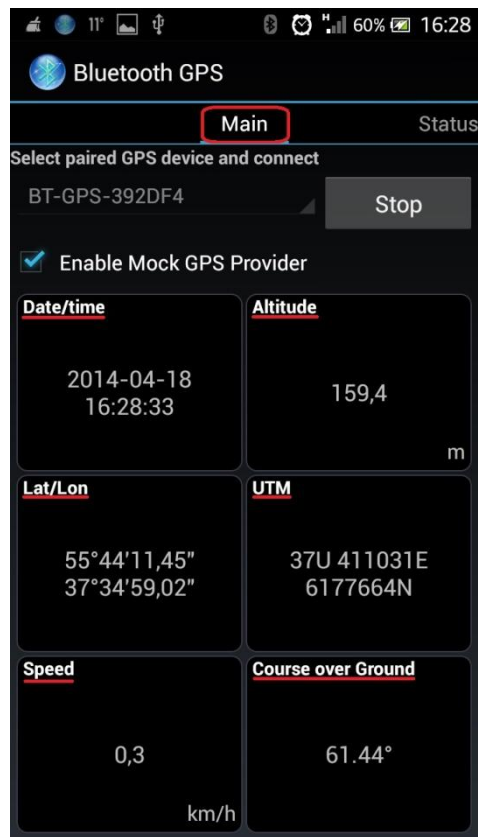 11° H 60% 16:28
Bluetooth GPS
Main Status
Select paired GPS device and connect
BT-GPS-392DF4 Stop
Enable Mock GPS Provider
Date/time Altitude
2014-04-18
16:28:33
159,4
m
Lat/Lon UTM
55°44'11,45" 37U 411031E
37°34'59,02" 6177664N
Speed Course over Ground
0,3 61.44°
km/h